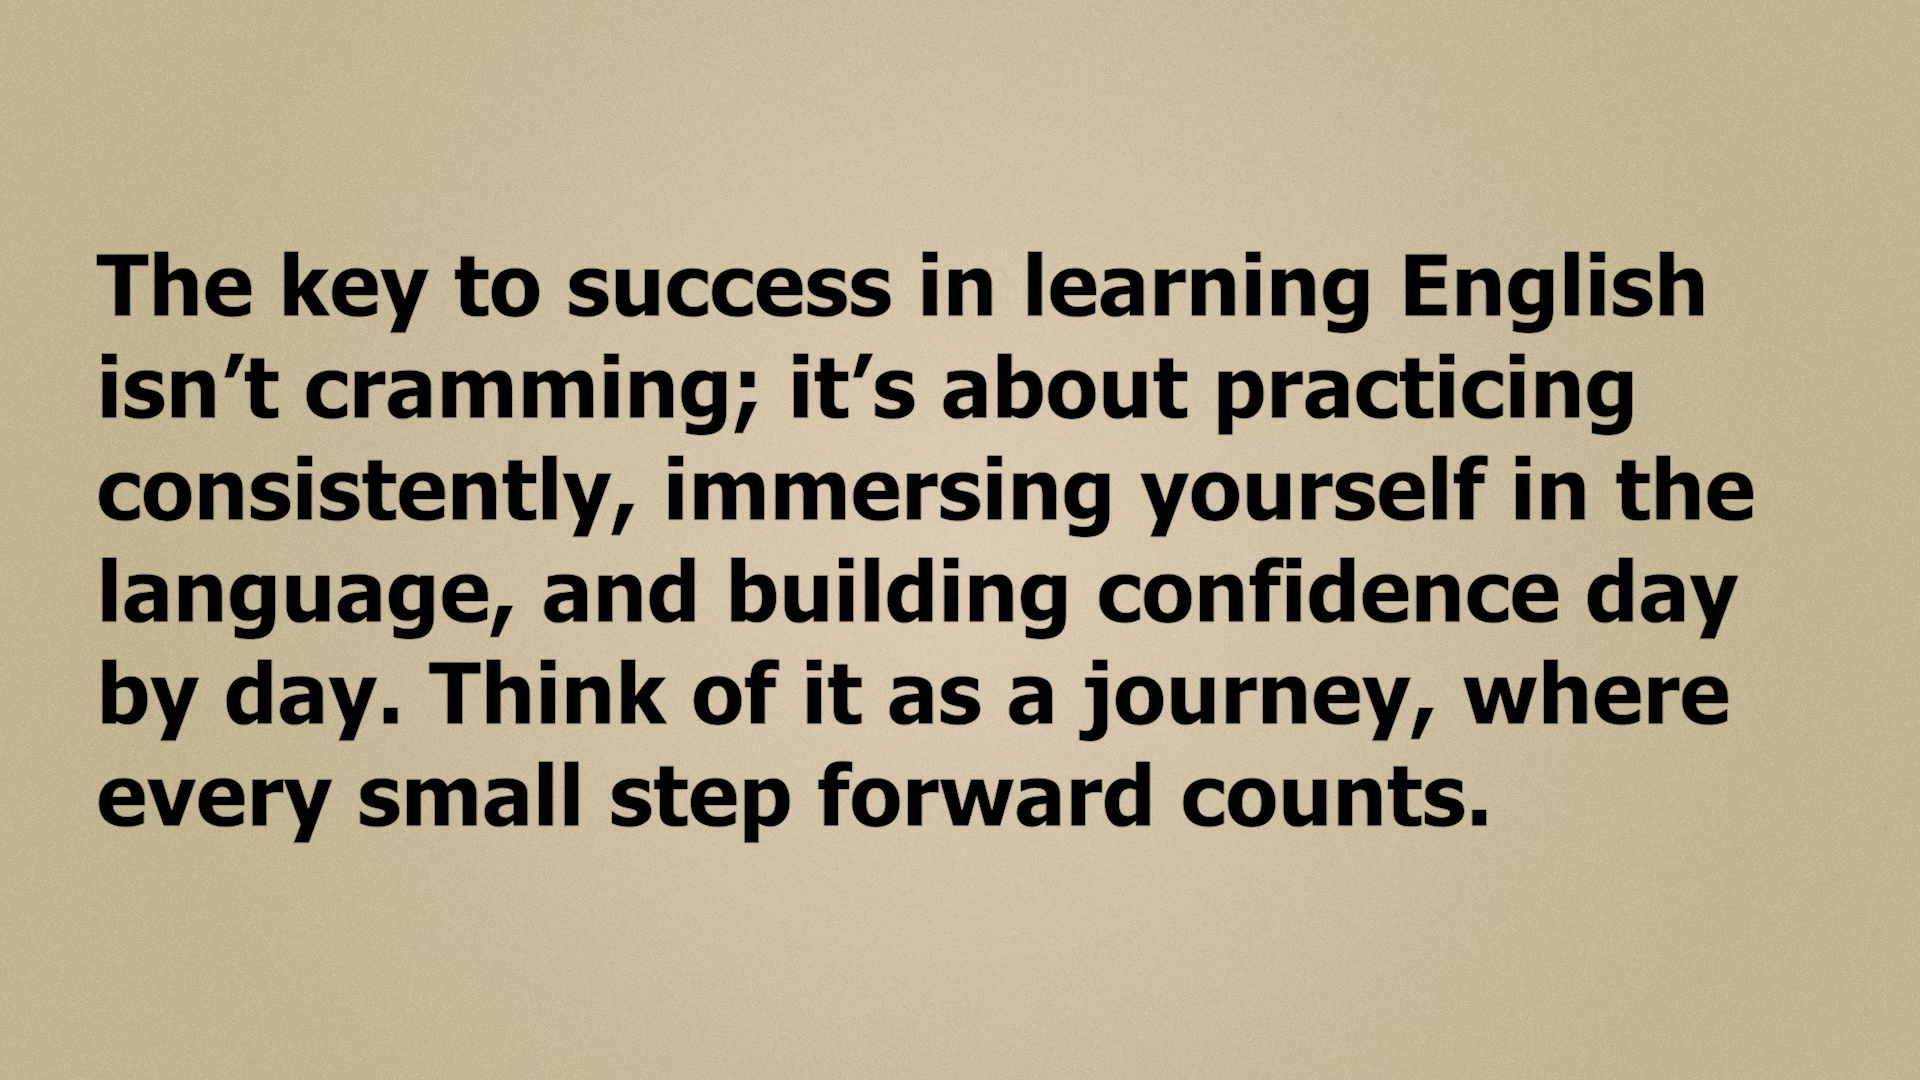 The key to success in learning English
isn’t cramming; it’s about practicing
consistently, immersing yourself in the
language, and building confidence day
by day. Think of it as a journey, where
every small step forward counts.